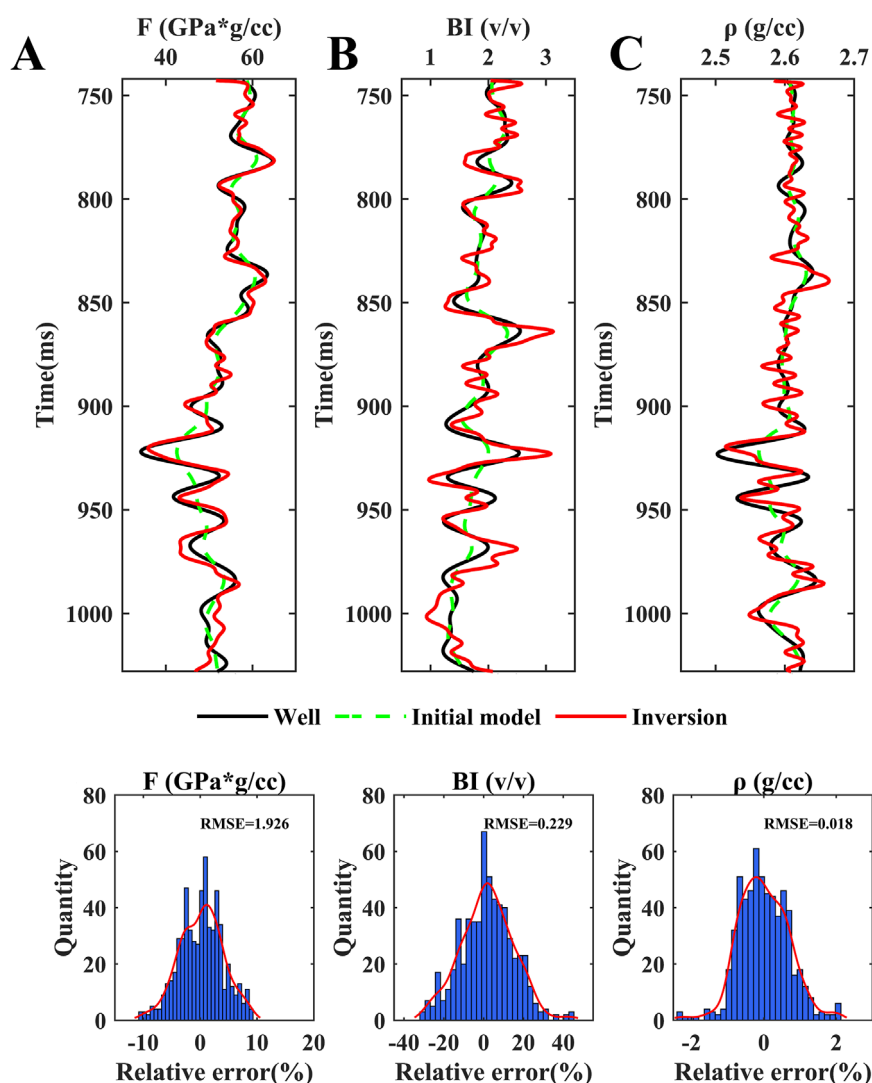 A
F (GPa*g/cc)
40 60
750
800
850
900
950
1000
Time(ms)
B
BI (v/v)
1 2 3
750
800
850
900
950
1000
Time(ms)
C
ρ (g/cc)
2.5 2.6 2.7
750
800
850
900
950
1000
Time(ms)
Well Initial model Inversion
F (GPa*g/cc)
RMSE=1.926
80
60
40
20
0
Quantity
-10 0 10 20
Relative error(%)
BI (v/v)
RMSE=0.229
80
60
40
20
0
Quantity
-40 -20 0 20 40
Relative error(%)
ρ (g/cc)
RMSE=0.018
80
60
40
20
0
Quantity
-2 0 2
Relative error(%)